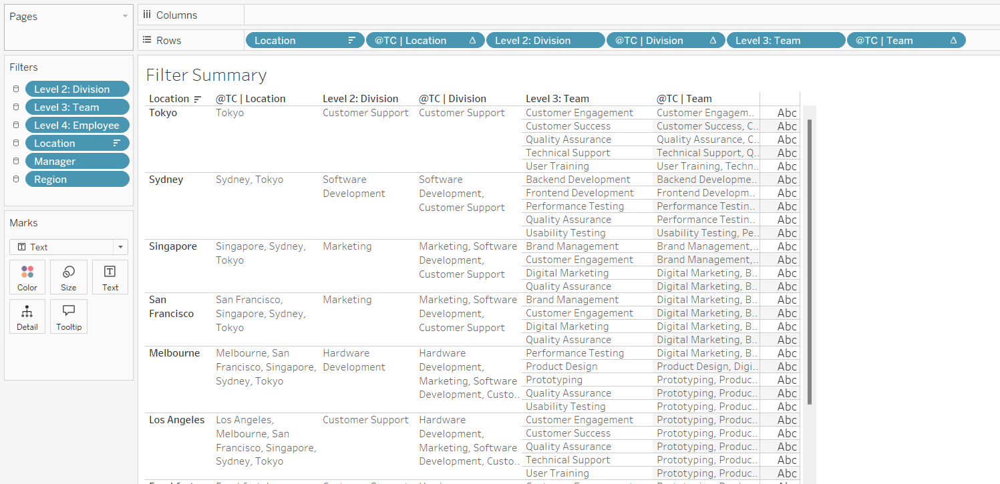 Pages
Columns
Rows
Location
@TC | Location
Level 2: Division
@TC | Division
Level 3: Team
@TC | Team
Filters
Level 2: Division
Level 3: Team
Level 4: Employee
Location
Manager
Region
Marks
Text
Color
Size
Text
Detail
Tooltip
Filter Summary
Location @TC | Location Level 2: Division @TC | Division Level 3: Team @TC | Team
Tokyo Tokyo Customer Support Customer Support Customer Engagement Customer Engagem.. Abc
Customer Success Customer Success, C.. Abc
Quality Assurance Quality Assurance, C.. Abc
Technical Support Technical Support, Q.. Abc
User Training User Training, Techn.. Abc
Sydney Sydney, Tokyo Software Software Backend Development Backend Developme.. Abc
Development Development, Frontend Development Frontend Developm.. Abc
Customer Support Performance Testing Performance Testin.. Abc
Quality Assurance Performance Testin.. Abc
Usability Testing Usability Testing, Pe.. Abc
Singapore Singapore, Sydney, Marketing Marketing, Software Brand Management Brand Management,.. Abc
Tokyo Development, Customer Engagement Brand Management,.. Abc
Customer Support Digital Marketing Digital Marketing, B.. Abc
Quality Assurance Digital Marketing, B.. Abc
San San Francisco, Marketing Marketing, Software Brand Management Digital Marketing, B.. Abc
Francisco Singapore, Sydney, Development, Customer Engagement Digital Marketing, B.. Abc
Tokyo Customer Support Digital Marketing Digital Marketing, B.. Abc
Quality Assurance Digital Marketing, B.. Abc
Melbourne Melbourne, San Hardware Hardware Performance Testing Digital Marketing, B.. Abc
Francisco, Singapore, Development Development, Product Design Product Design, Digi.. Abc
Sydney, Tokyo Marketing, Software Prototyping Prototyping, Produc.. Abc
Development, Custo.. Quality Assurance Prototyping, Produc.. Abc
Usability Testing Prototyping, Produc.. Abc
Los Angeles Los Angeles, Customer Support Hardware Customer Engagement Prototyping, Produc.. Abc
Melbourne, San Development, Customer Success Prototyping, Produc.. Abc
Francisco, Singapore, Marketing, Software Quality Assurance Prototyping, Produc.. Abc
Sydney, Tokyo Development, Custo.. Technical Support Prototyping, Produc.. Abc
User Training Prototyping, Produc.. Abc